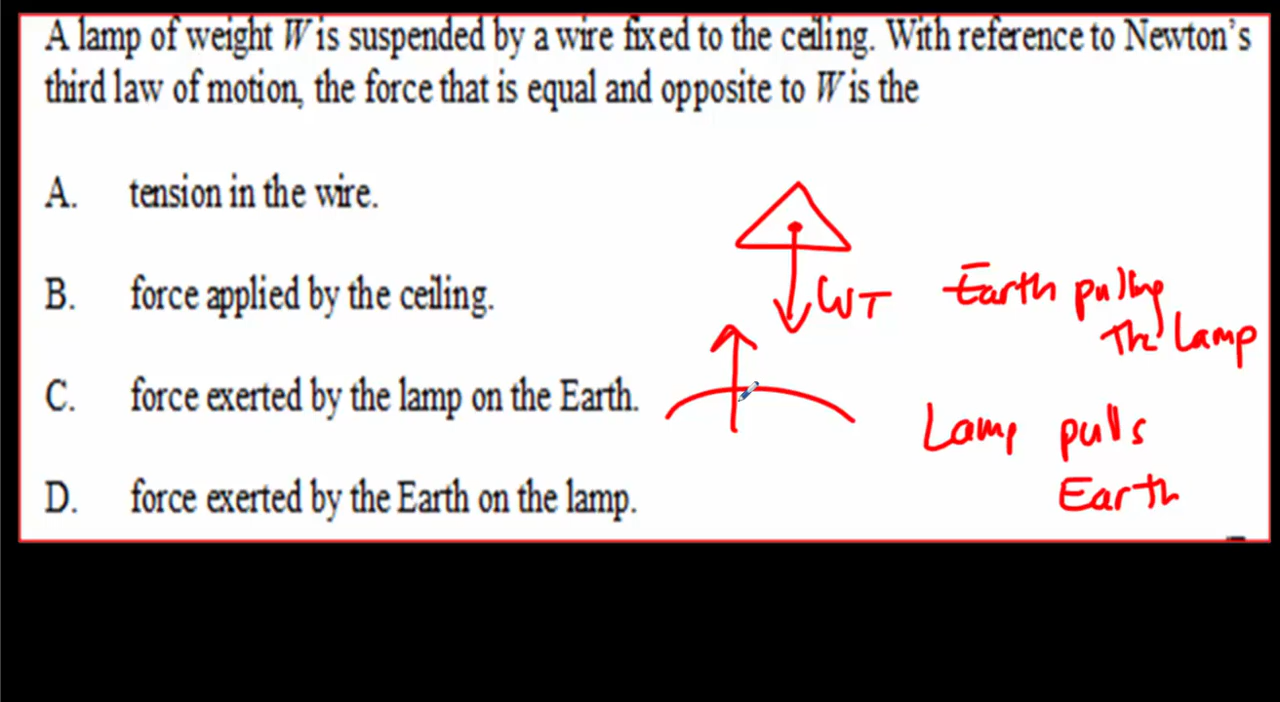 A lamp of weight W is suspended by a wire fixed to the ceiling. With reference to Newton’s
third law of motion, the force that is equal and opposite to W is the
A. tension in the wire.
B. force applied by the ceiling.
C. force exerted by the lamp on the Earth.
D. force exerted by the Earth on the lamp.
WT
Earth pulling
The Lamp
Lamp pulls
Earth